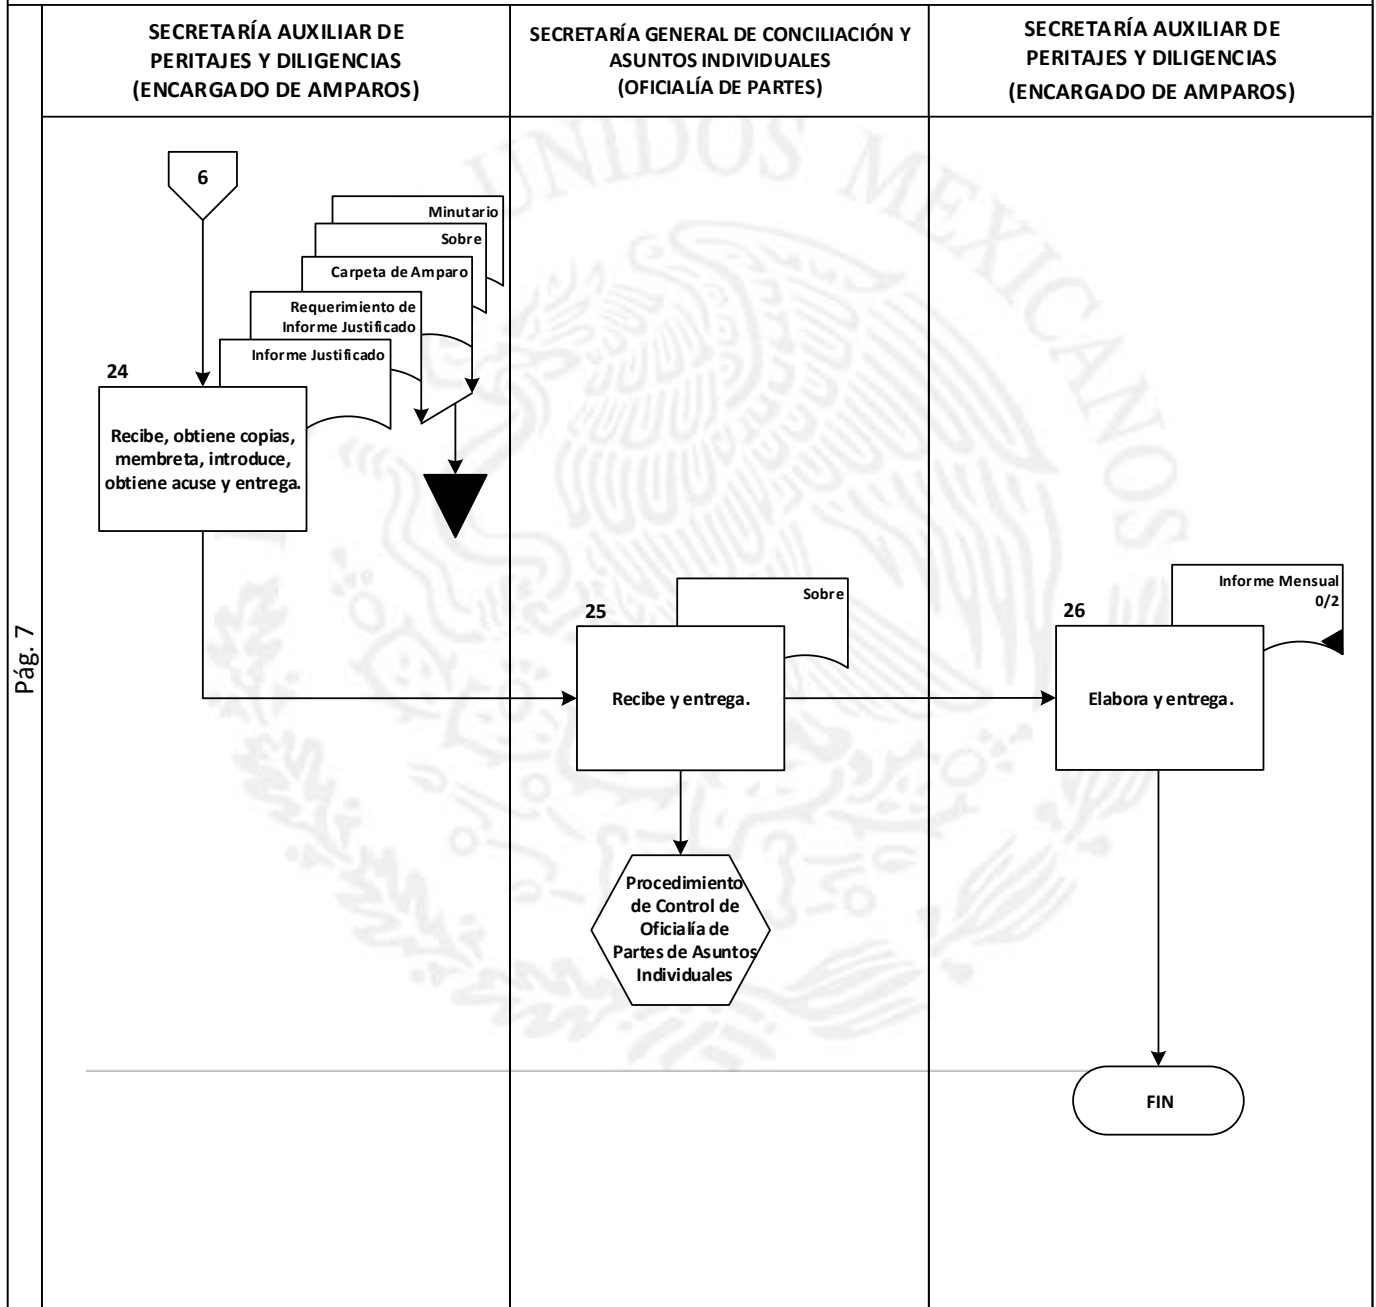 SECRETARÍA AUXILIAR DE
PERITAJES Y DILIGENCIAS
(ENCARGADO DE AMPAROS)
SECRETARÍA GENERAL DE CONCILIACIÓN Y
ASUNTOS INDIVIDUALES
(OFICIALÍA DE PARTES)
SECRETARÍA AUXILIAR DE
PERITAJES Y DILIGENCIAS
(ENCARGADO DE AMPAROS)
UNIDOS MEXICANOS
6
Minutario
Sobre
Carpeta de Amparo
Requerimiento de
Informe Justificado
Informe Justificado
24
Recibe, obtiene copias,
membreta, introduce,
obtiene acuse y entrega.
Sobre
25
Recibe y entrega.
Informe Mensual
0/2
26
Elabora y entrega.
Procedimiento
de Control de
Oficialía de
Partes de Asuntos
Individuales
FIN
Pág. 7